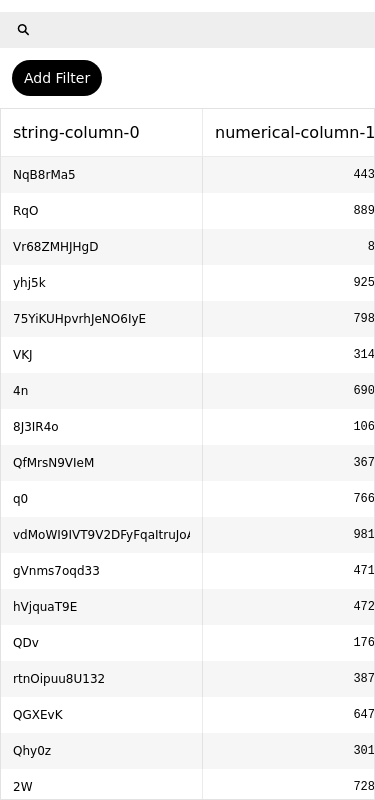 Add Filter
string-column-0 numerical-column-1
NqB8rMa5 443
RqO 889
Vr68ZMHJHgD 8
yhj5k 925
75YiKUHpvrhJeNO6IyE 798
VKJ 314
4n 690
8J3IR4o 106
QfMrsN9VIeM 367
q0 766
vdMoWI9IVT9V2DFyFqaItruJo 981
gVnms7oqd33 471
hVjquaT9E 472
QDv 176
rtnOipuu8U132 387
QGXEvK 647
Qhy0z 301
2W 728